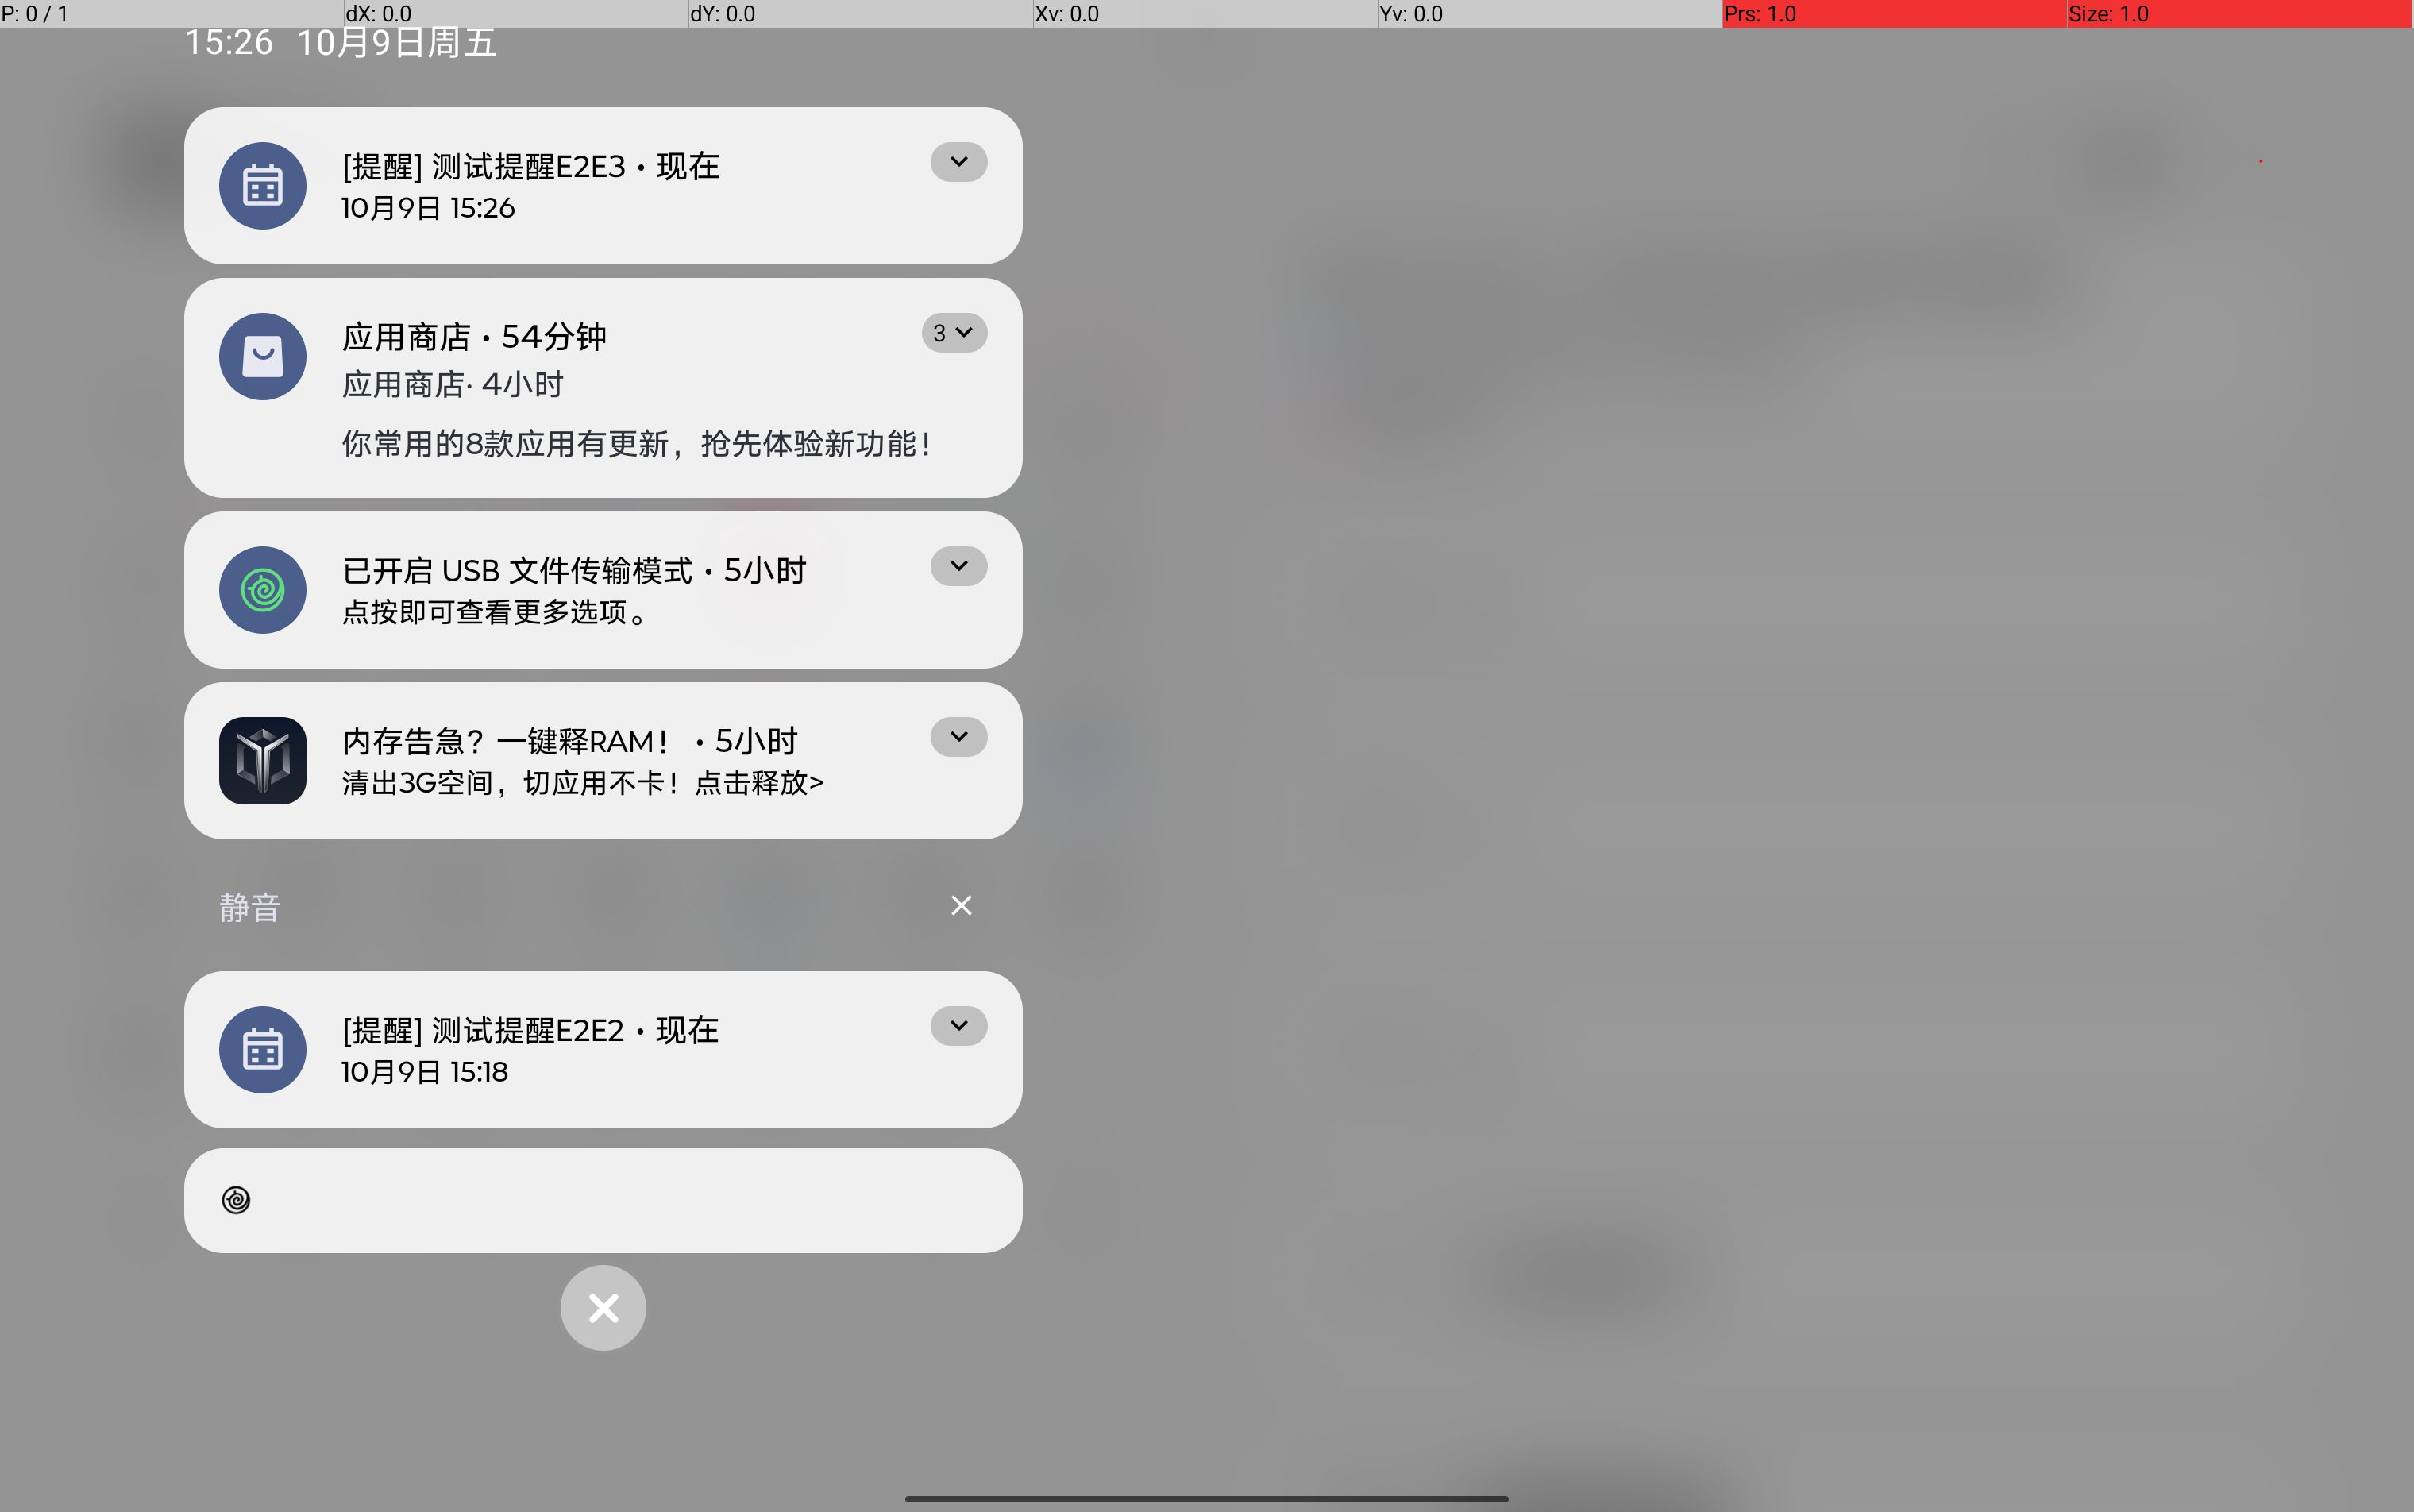 P: 0 / 1 dX: 0.0 dY: 0.0 Xv: 0.0 Yv: 0.0 Prs: 1.0 Size: 1.0
15:26 10月9日周五
[提醒] 测试提醒E2E3 • 现在
10月9日 15:26
应用商店 • 54分钟 3
应用商店· 4小时
你常用的8款应用有更新，抢先体验新功能！
已开启 USB 文件传输模式 • 5小时
点按即可查看更多选项。
内存告急？一键释RAM！ • 5小时
清出3G空间，切应用不卡！点击释放>
静音
[提醒] 测试提醒E2E2 • 现在
10月9日 15:18